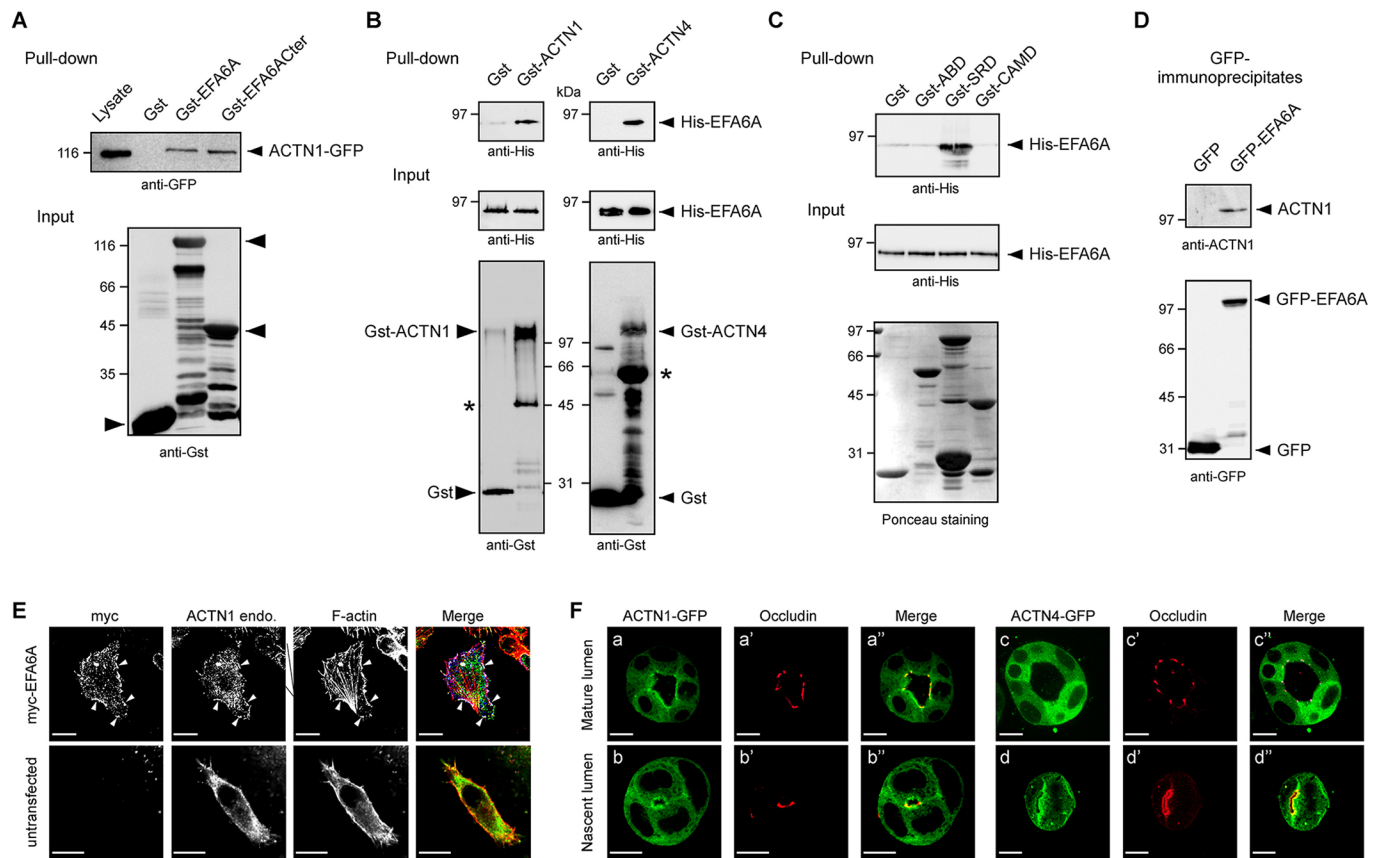 A
Pull-down
Lysate
Gst
Gst-EFA6A
Gst-EFA6ACter
116
ACTN1-GFP
anti-GFP
Input
116
66
45
35
anti-Gst
B
Pull-down
Gst
Gst-ACTN1
Gst
Gst-ACTN4
kDa
97
97
His-EFA6A
anti-His
anti-His
Input
97
97
His-EFA6A
anti-His
anti-His
Gst-ACTN1
Gst-ACTN4
97
66
*
*
45
31
Gst
Gst
anti-Gst
anti-Gst
C
Pull-down
Gst
Gst-ABD
Gst-SRD
Gst-CAMD
97
His-EFA6A
anti-His
Input
97
His-EFA6A
anti-His
97
66
45
31
Ponceau staining
D
GFP-
immunoprecipitates
GFP
GFP-EFA6A
ACTN1
97
anti-ACTN1
GFP-EFA6A
97
66
45
31
GFP
anti-GFP
E
myc
ACTN1 endo.
F-actin
Merge
myc-EFA6A
untransfected
F
ACTN1-GFP
Occludin
Merge
ACTN4-GFP
Occludin
Merge
Mature lumen
a
a'
a''
c
c'
c''
Nascent lumen
b
b'
b''
d
d'
d''